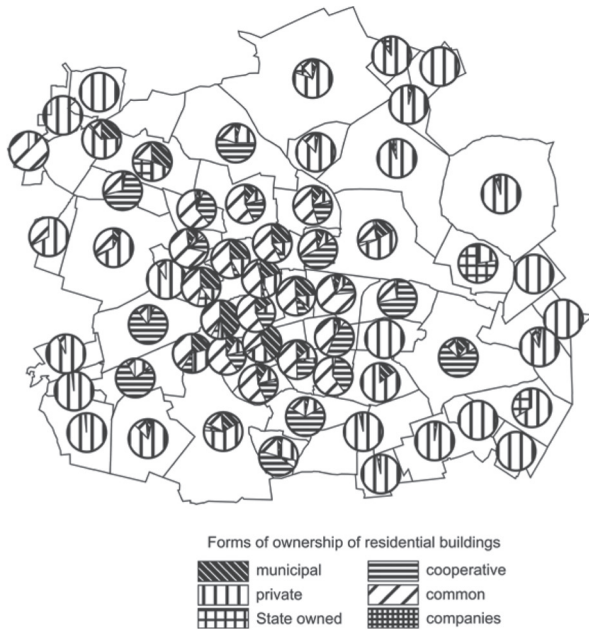 Forms of ownership of residential buildings
municipal
cooperative
private
common
State owned
companies